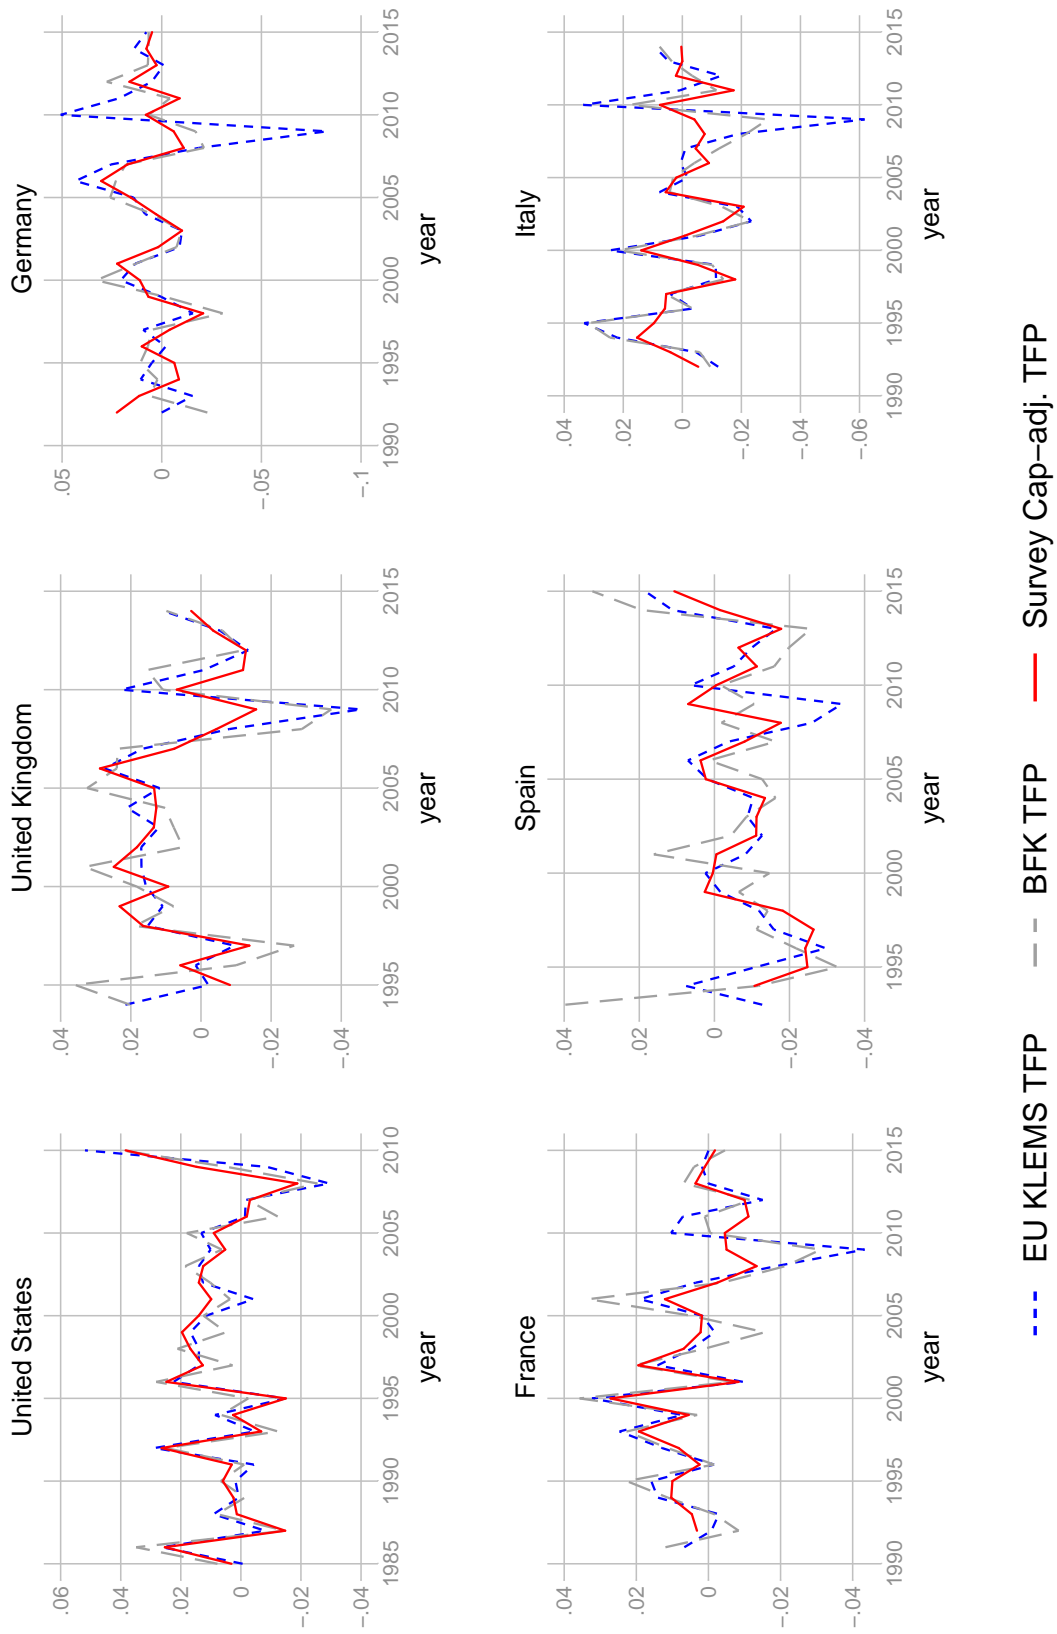 United States
.06
.04
.02
0
−.02
1985 1990 1995 2000 2005 2010
year
United Kingdom
.04
.02
0
−.02
−.04
1995 2000 2005 2010 2015
year
Germany
.05
0
−.05
−.1
1990 1995 2000 2005 2010 2015
year
France
.04
.02
0
−.02
−.04
1990 1995 2000 2005 2010 2015
year
Spain
.04
.02
0
−.02
−.04
1995 2000 2005 2010 2015
year
Italy
.04
.02
0
−.02
−.04
−.06
1990 1995 2000 2005 2010 2015
year
EU KLEMS TFP BFK TFP Survey Cap−adj. TFP